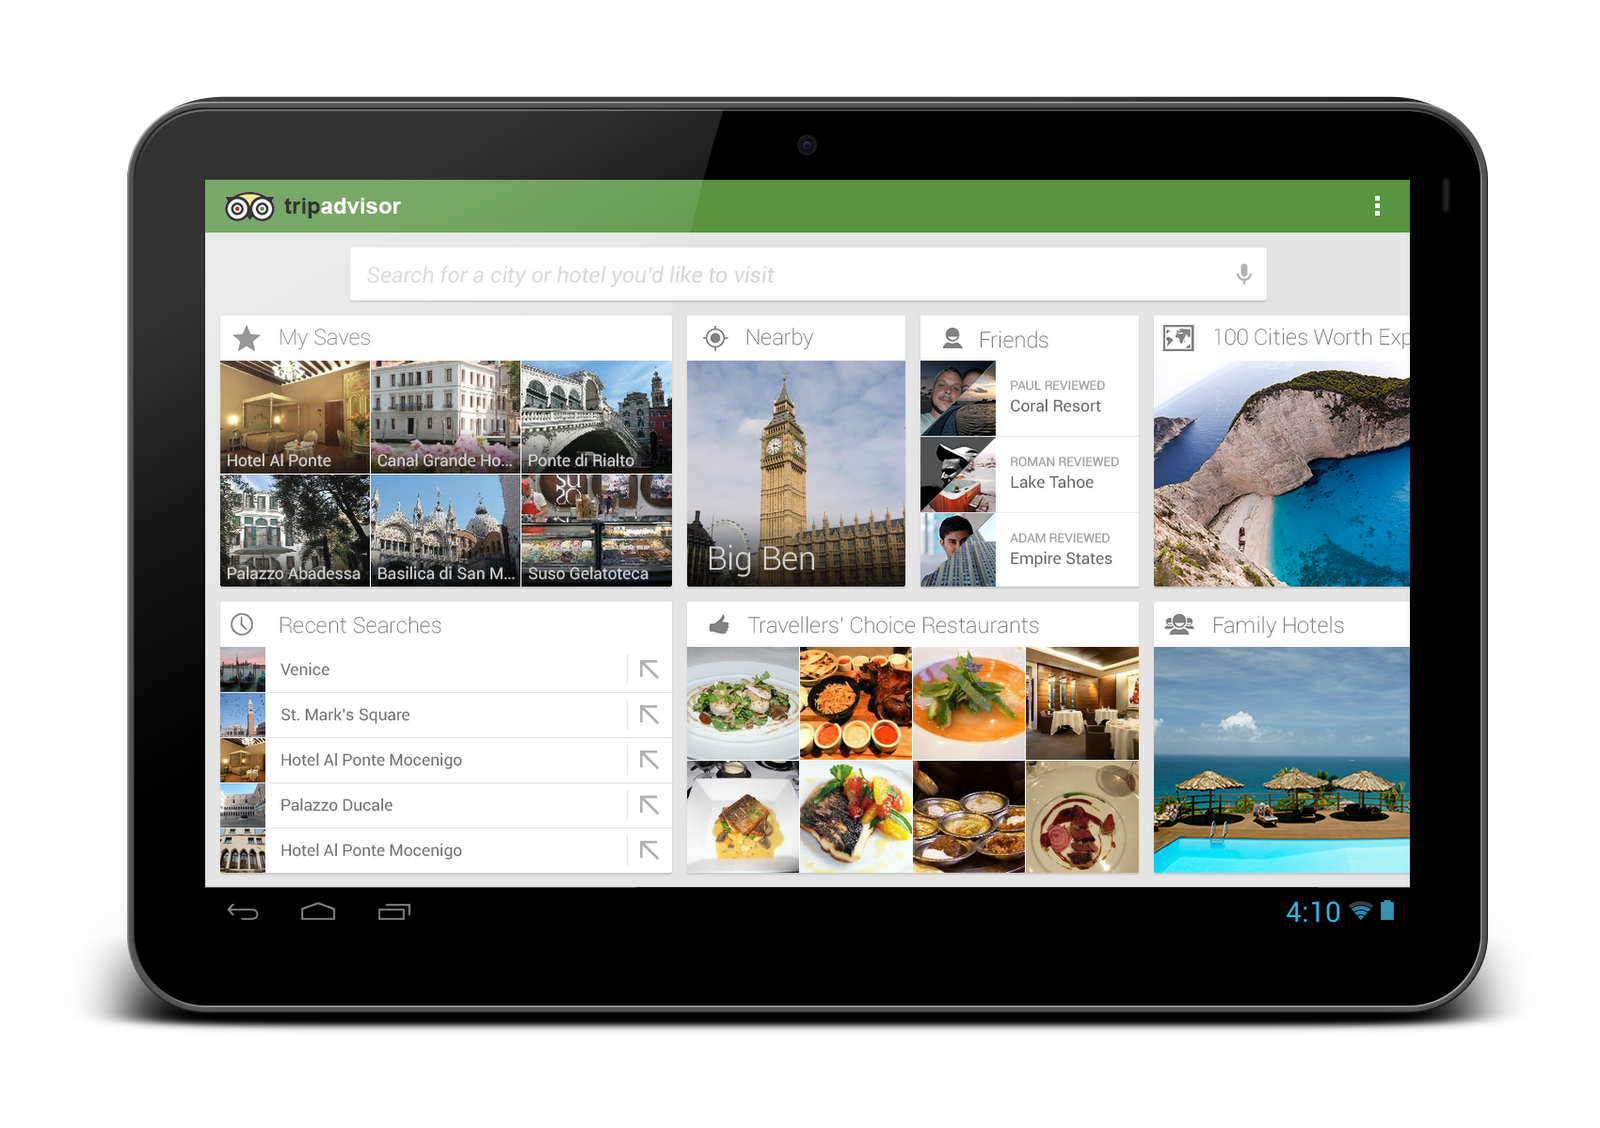 tripadvisor
Search for a city or hotel you'd like to visit
My Saves
Hotel Al Ponte
Canal Grande Ho...
Ponte di Rialto
Palazzo Abadessa
Basilica di San M...
Suso Gelatoteca
Nearby
Big Ben
Friends
PAUL REVIEWED
Coral Resort
ROMAN REVIEWED
Lake Tahoe
ADAM REVIEWED
Empire States
100 Cities Worth Exp
Recent Searches
Venice
St. Mark's Square
Hotel Al Ponte Mocenigo
Palazzo Ducale
Hotel Al Ponte Mocenigo
Travellers' Choice Restaurants
Family Hotels
4:10